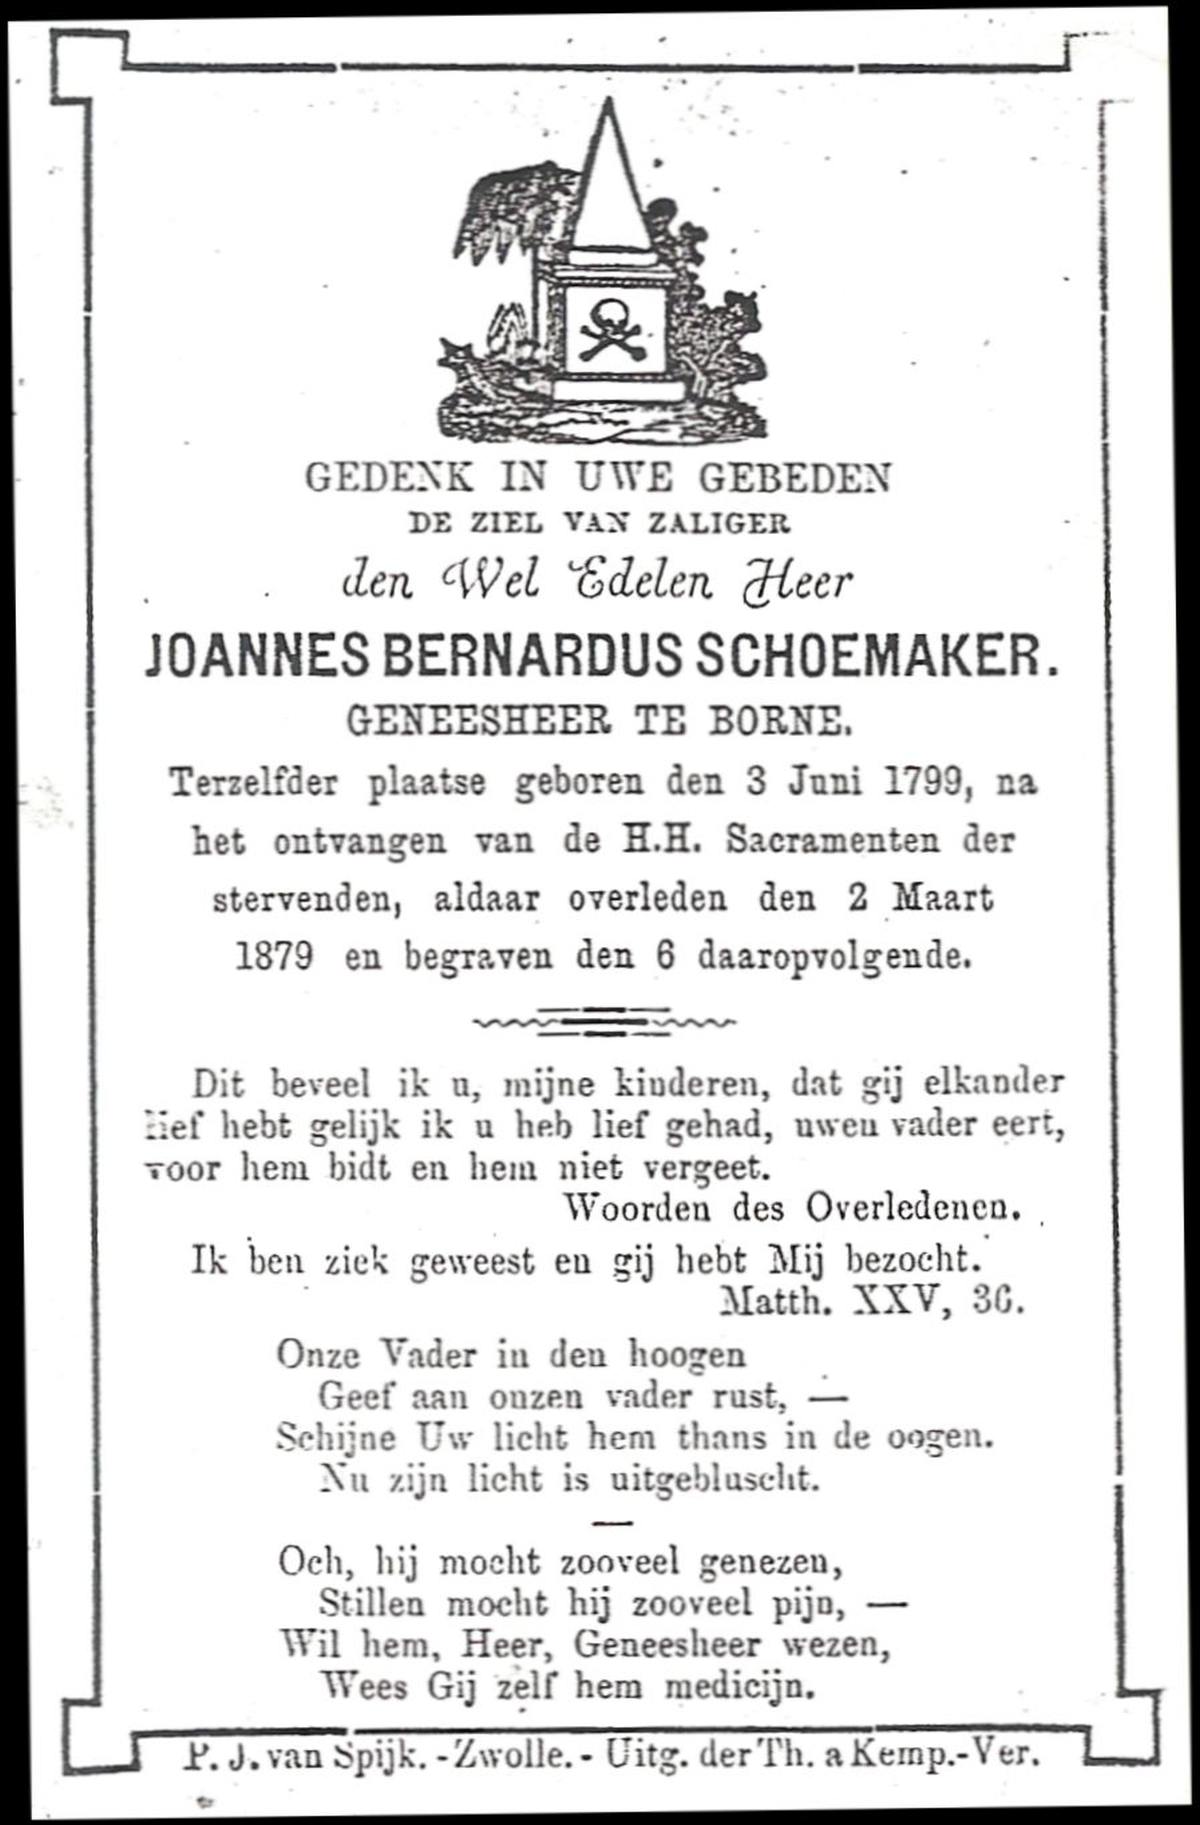 GEDENK IN UWE GEBEDEN
DE ZIEL VAN ZALIGER
den Wel Edelen Heer
JOANNES BERNARDUS SCHOEMAKER.
GENEESHEER TE BORNE.
Terzelfder plaatse geboren den 3 Juni 1799, na
het ontvangen van de H.H. Sacramenten der
stervenden, aldaar overleden den 2 Maart
1879 en begraven den 6 daaropvolgende.
Dit beveel ik u, mijne kinderen, dat gij elkander
lief hebt gelijk ik u heb lief gehad, uwen vader eert,
voor hem bidt en hem niet vergeet.
Woorden des Overledenen.
Ik ben ziek geweest en gij hebt Mij bezocht.
Matth. XXV, 36.
Onze Vader in den hoogen
Geef aan onzen vader rust, —
Schijne Uw licht hem thans in de oogen.
Nu zijn licht is uitgebluscht.
—
Och, hij mocht zooveel genezen,
Stillen mocht hij zooveel pijn, —
Wil hem, Heer, Geneesheer wezen,
Wees Gij zelf hem medicijn.
P. J. van Spijk. - Zwolle. - Uitg. der Th. a Kemp.-Ver.